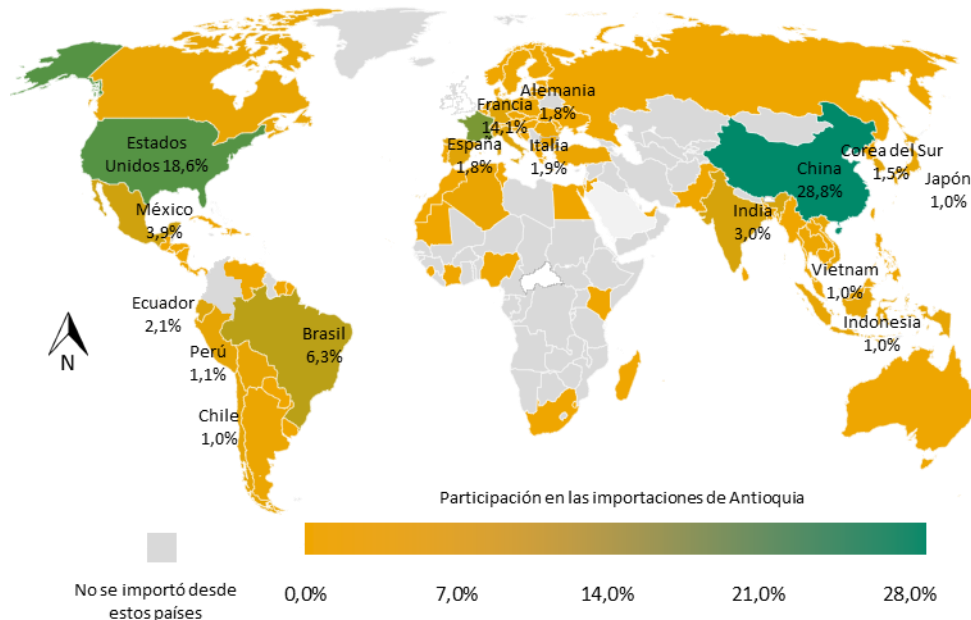 Estados
Unidos 18,6%
México
3,9%
Ecuador
2,1%
Perú
1,1%
Chile
1,0%
Brasil
6,3%
Alemania
1,8%
Francia
14,1%
España
1,8%
Italia
1,9%
China
28,8%
Corea del Sur
1,5%
Japón
1,0%
India
3,0%
Vietnam
1,0%
Indonesia
1,0%
N
Participación en las importaciones de Antioquia
No se importó desde
estos países
0,0% 7,0% 14,0% 21,0% 28,0%